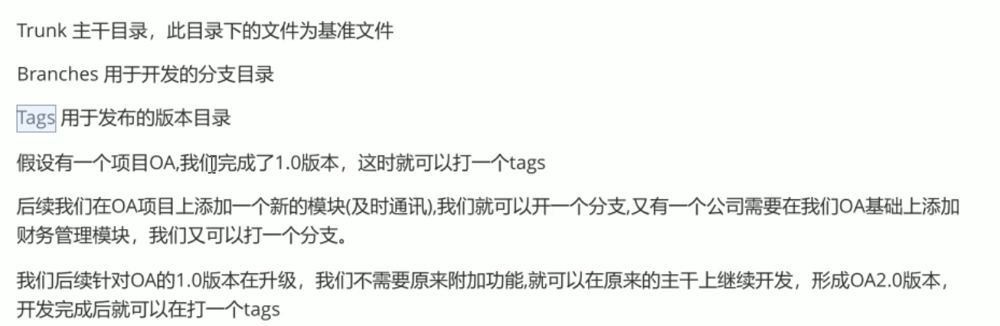 Trunk 主干目录，此目录下的文件为基准文件
Branches 用于开发的分支目录
Tags 用于发布的版本目录
假设有一个项目OA,我们完成了1.0版本，这时就可以打一个tags
后续我们在OA项目上添加一个新的模块(及时通讯),我们就可以开一个分支,又有一个公司需要在我们OA基础上添加
财务管理模块，我们又可以打一个分支。
我们后续针对OA的1.0版本在升级，我们不需要原来附加功能,就可以在原来的主干上继续开发，形成OA2.0版本，
开发完成后就可以在打一个tags